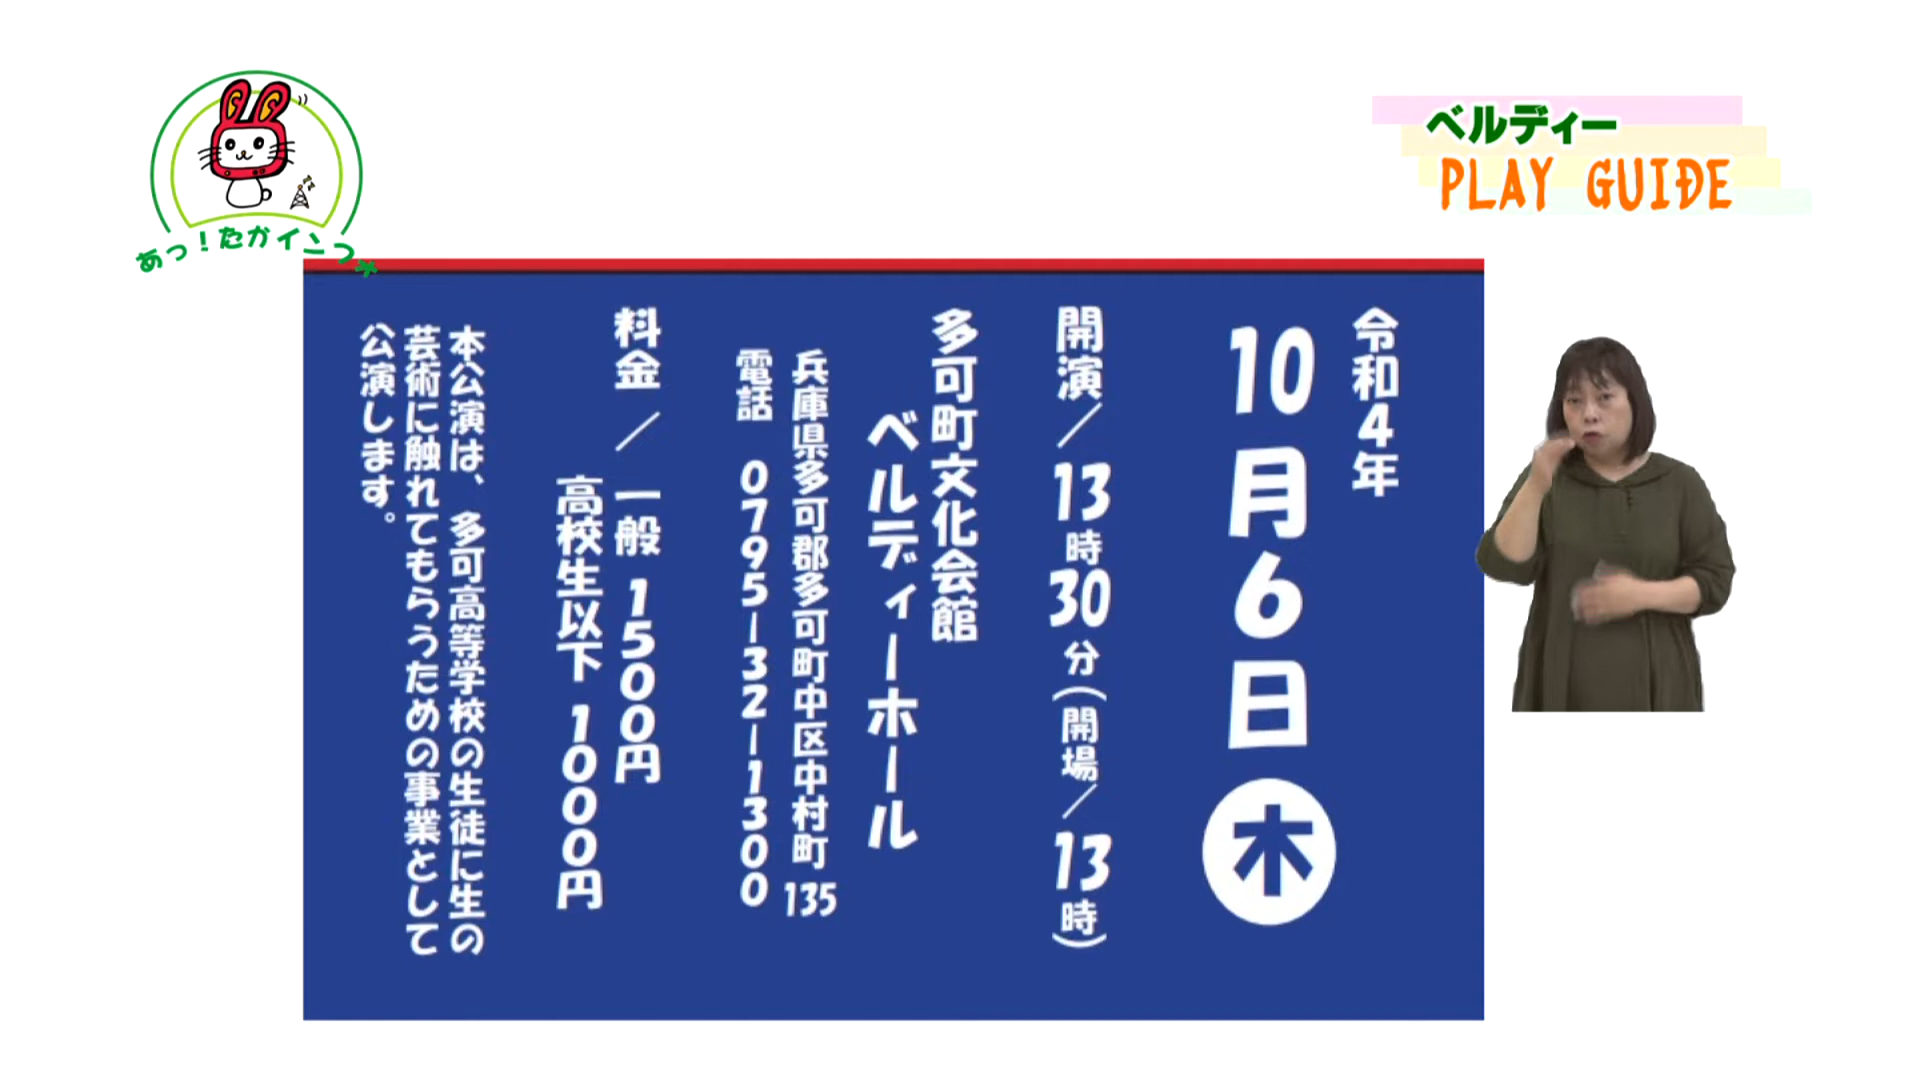 あっ!たかインフォ
ベルディー
PLAY GUIDE
令和4年
10月6日木
開演/13時30分(開場/13時)
多可町文化会館
ベルディーホール
兵庫県多可郡多可町中区中村町135
電話 0795-32-1300
料金/一般 1500円
高校生以下 1000円
本公演は、多可高等学校の生徒に生の
芸術に触れてもらうための事業として
公演します。